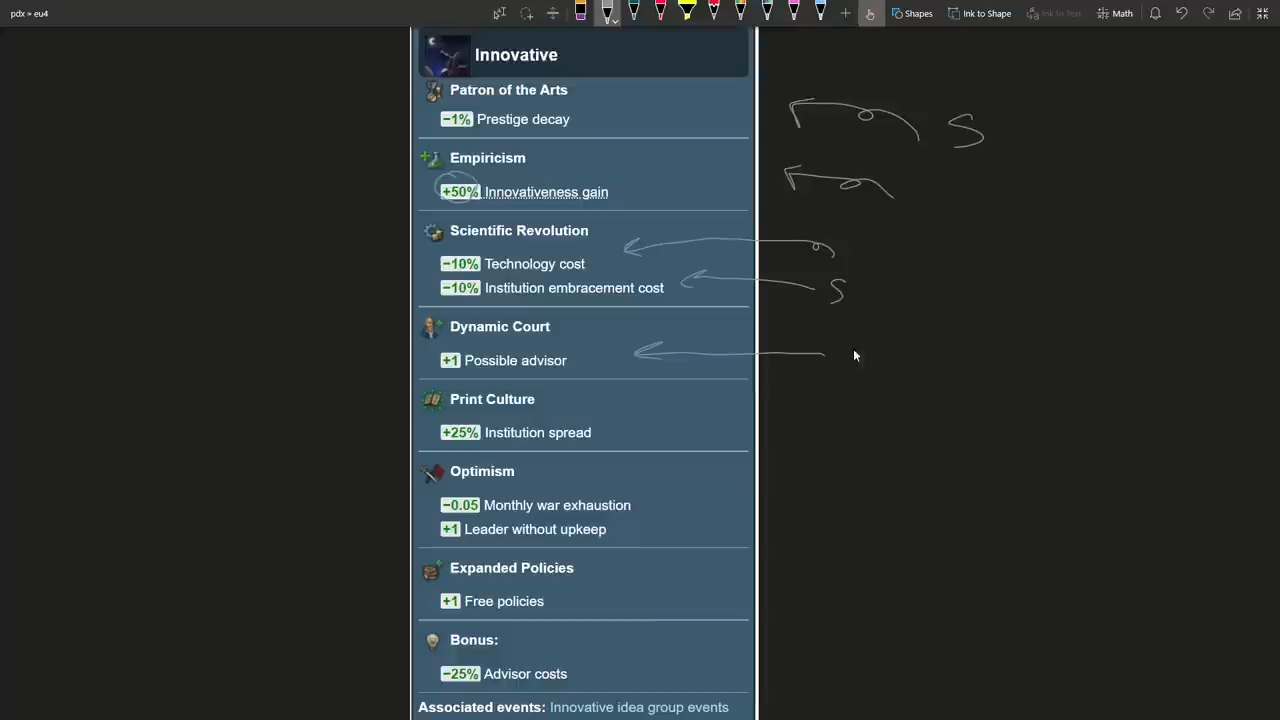 pdx » eu4
Shapes
Ink to Shape
Ink to Text
Math
Innovative
Patron of the Arts
−1% Prestige decay
S
Empiricism
+50% Innovativeness gain
Scientific Revolution
−10% Technology cost
−10% Institution embracement cost
S
Dynamic Court
+1 Possible advisor
Print Culture
+25% Institution spread
Optimism
−0.05 Monthly war exhaustion
+1 Leader without upkeep
Expanded Policies
+1 Free policies
Bonus:
−25% Advisor costs
Associated events: Innovative idea group events